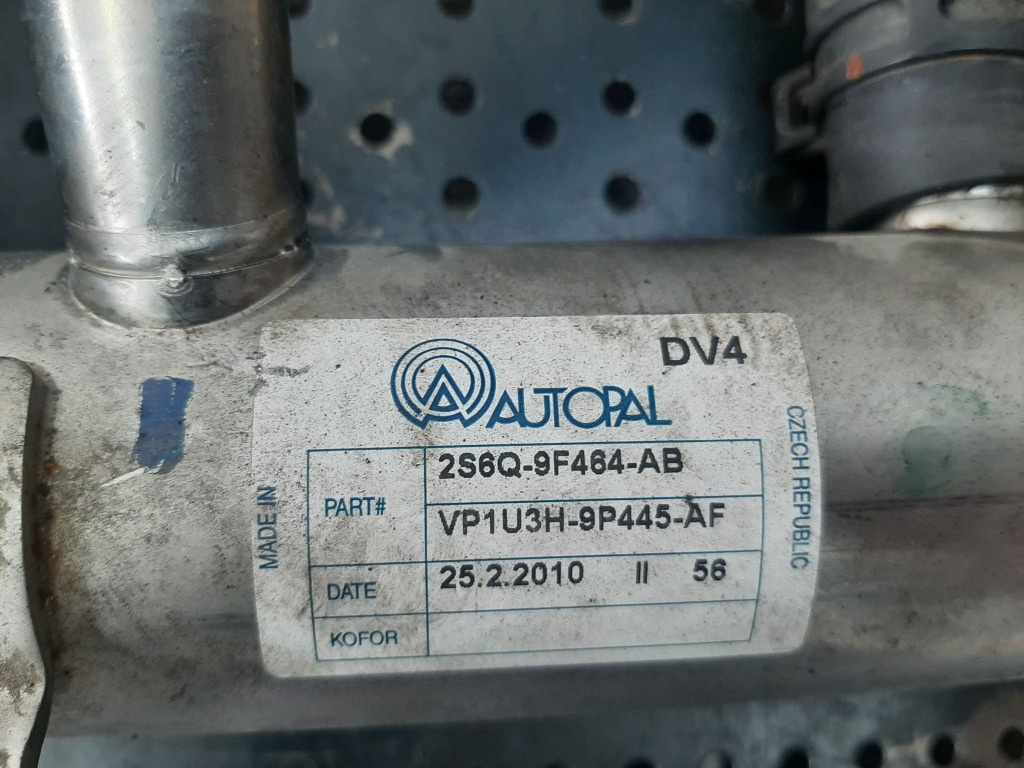 DV4
AUTOPAL
PART#
2S6Q-9F464-AB
VP1U3H-9P445-AF
DATE
25.2.2010 II 56
KOFOR
MADE IN
CZECH REPUBLIC